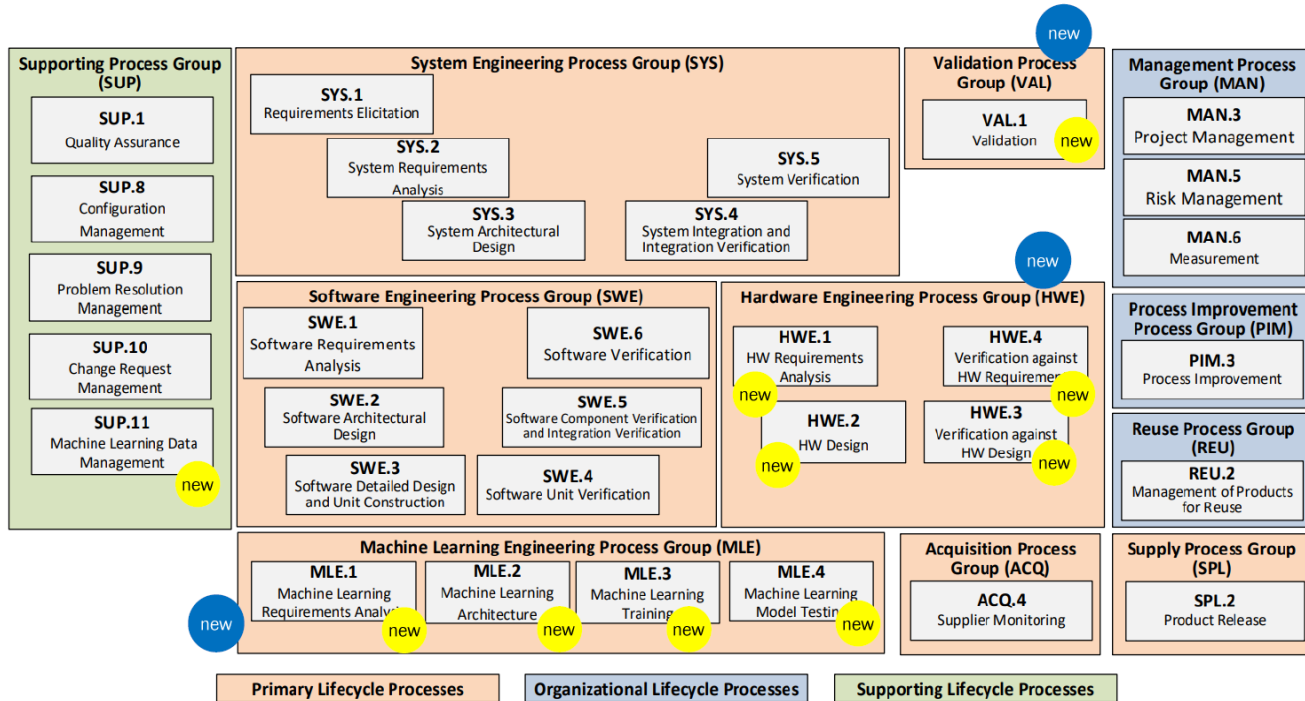 new
Supporting Process Group
(SUP)
SUP.1
Quality Assurance
SUP.8
Configuration
Management
SUP.9
Problem Resolution
Management
SUP.10
Change Request
Management
SUP.11
Machine Learning Data
Management
new
System Engineering Process Group (SYS)
SYS.1
Requirements Elicitation
SYS.2
System Requirements
Analysis
SYS.3
System Architectural
Design
SYS.4
System Integration and
Integration Verification
SYS.5
System Verification
Validation Process
Group (VAL)
VAL.1
Validation
new
Management Process
Group (MAN)
MAN.3
Project Management
MAN.5
Risk Management
MAN.6
Measurement
Software Engineering Process Group (SWE)
SWE.1
Software Requirements
Analysis
SWE.2
Software Architectural
Design
SWE.3
Software Detailed Design
and Unit Construction
SWE.4
Software Unit Verification
SWE.5
Software Component Verification
and Integration Verification
SWE.6
Software Verification
new
Hardware Engineering Process Group (HWE)
HWE.1
HW Requirements
Analysis
new
HWE.2
HW Design
new
HWE.3
Verification against
HW Design
new
HWE.4
Verification against
HW Requirement
new
Process Improvement
Process Group (PIM)
PIM.3
Process Improvement
Reuse Process Group
(REU)
REU.2
Management of Products
for Reuse
new
Machine Learning Engineering Process Group (MLE)
MLE.1
Machine Learning
Requirements Analysis
new
MLE.2
Machine Learning
Architecture
new
MLE.3
Machine Learning
Training
new
MLE.4
Machine Learning
Model Testing
new
Acquisition Process
Group (ACQ)
ACQ.4
Supplier Monitoring
Supply Process Group
(SPL)
SPL.2
Product Release
Primary Lifecycle Processes
Organizational Lifecycle Processes
Supporting Lifecycle Processes